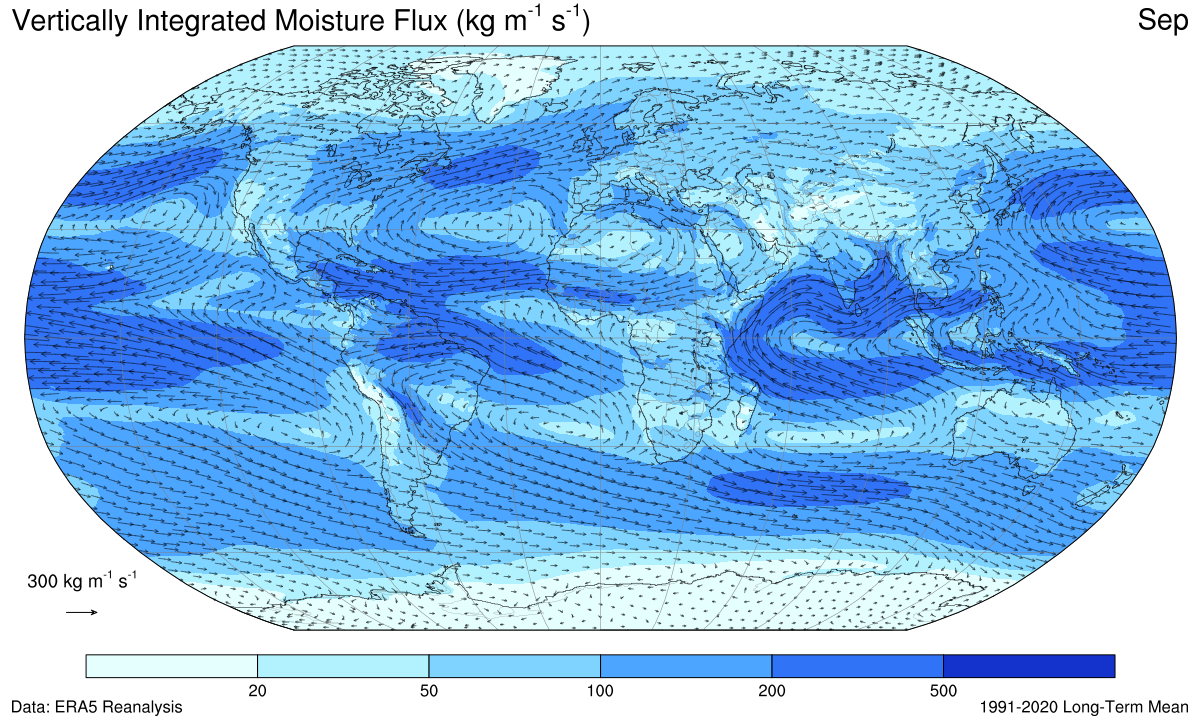 Vertically Integrated Moisture Flux (kg m⁻¹ s⁻¹)
Sep
300 kg m⁻¹ s⁻¹
20 50 100 200 500
Data: ERA5 Reanalysis
1991-2020 Long-Term Mean